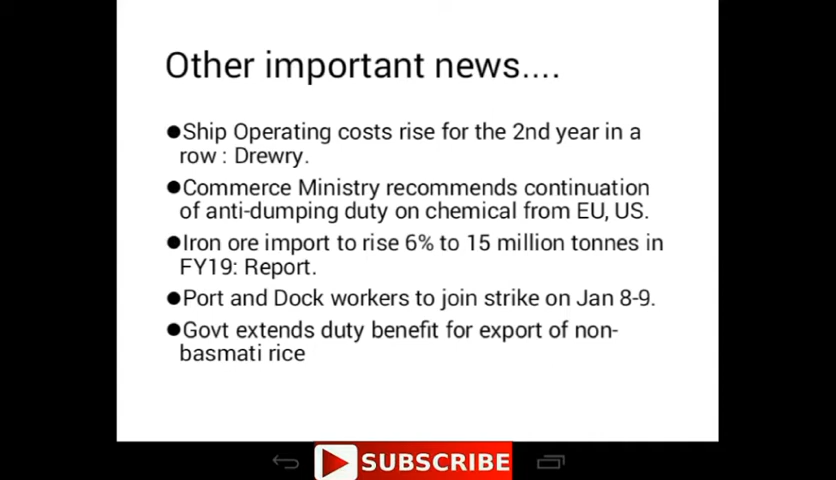 Other important news....
●Ship Operating costs rise for the 2nd year in a
row : Drewry.
●Commerce Ministry recommends continuation
of anti-dumping duty on chemical from EU, US.
●Iron ore import to rise 6% to 15 million tonnes in
FY19: Report.
●Port and Dock workers to join strike on Jan 8-9.
●Govt extends duty benefit for export of non-
basmati rice
SUBSCRIBE